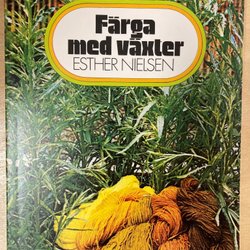 Färga
med växter
ESTHER NIELSEN